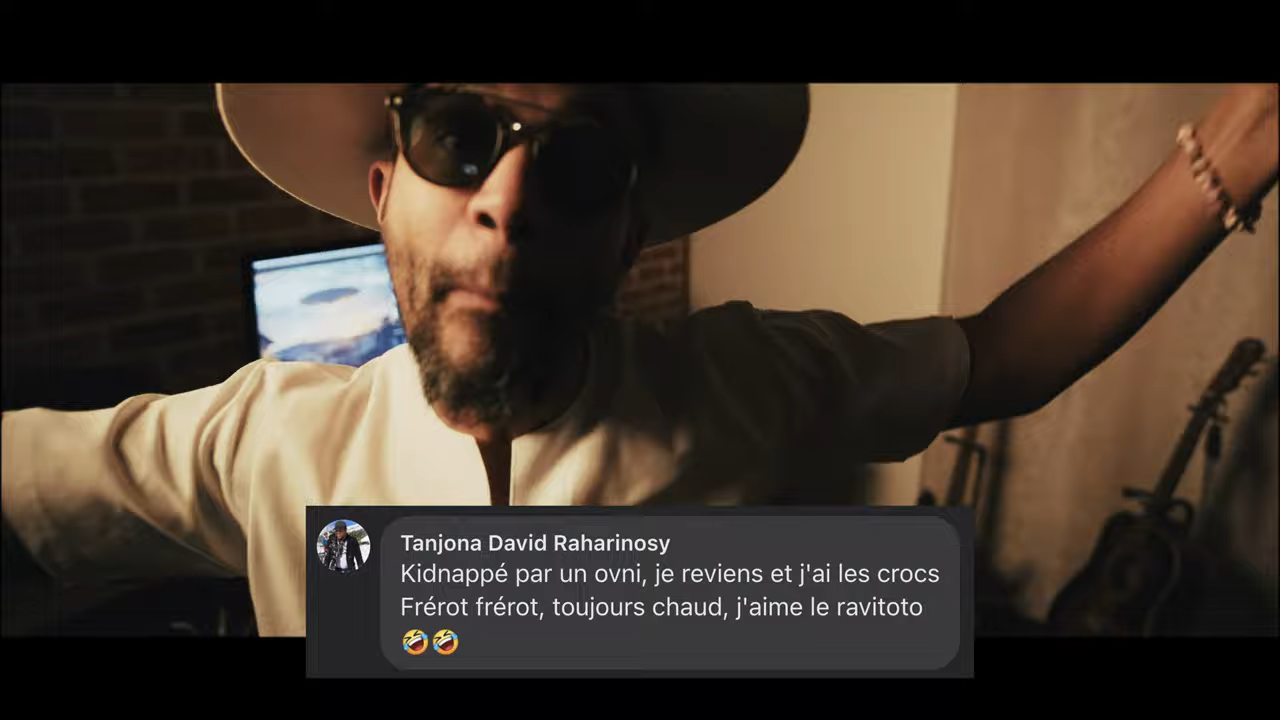 Tanjona David Raharinosy
Kidnappé par un ovni, je reviens et j'ai les crocs
Frérot frérot, toujours chaud, j'aime le ravitoto
🤣🤣